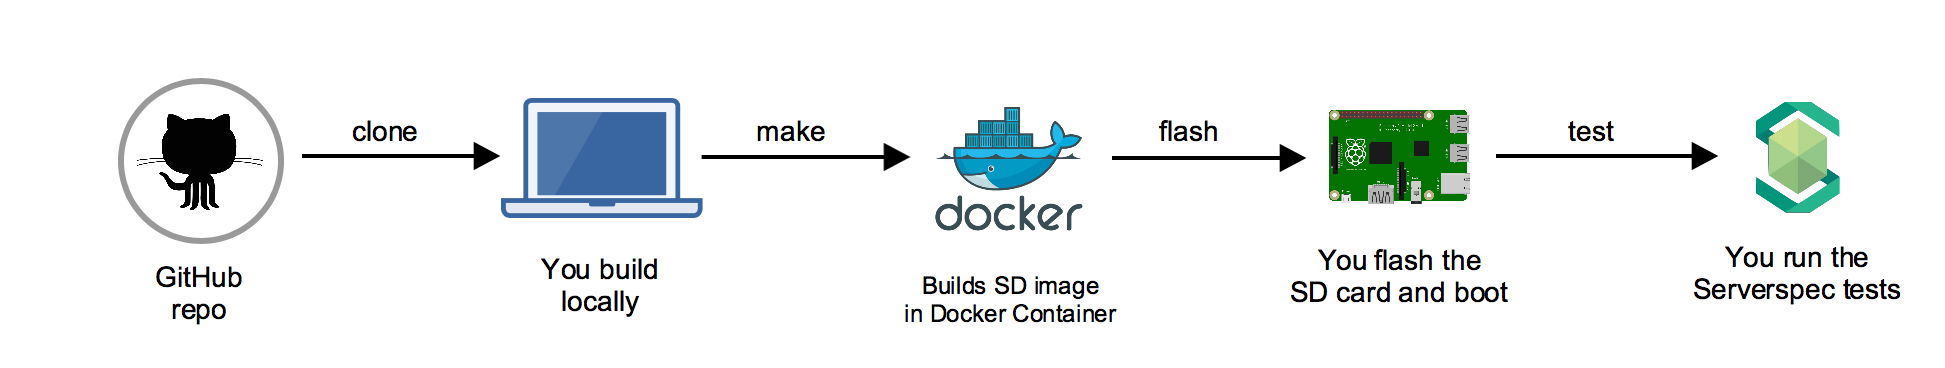 clone
make
flash
test
docker
GitHub
repo
You build
locally
Builds SD image
in Docker Container
You flash the
SD card and boot
You run the
Serverspec tests